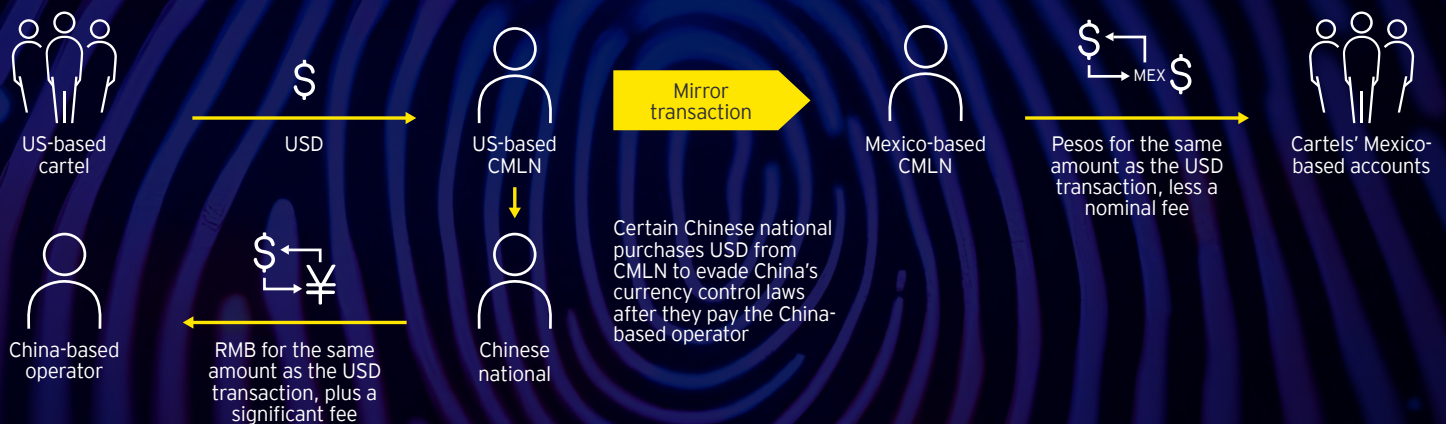 $
$
MEX $
US-based
cartel
USD
US-based
CMLN
Mirror
transaction
Mexico-based
CMLN
Pesos for the same
amount as the USD
transaction, less a
nominal fee
Cartels' Mexico-
based accounts
$
¥
China-based
operator
RMB for the same
amount as the USD
transaction, plus a
significant fee
Chinese
national
Certain Chinese national
purchases USD from
CMLN to evade China's
currency control laws
after they pay the China-
based operator